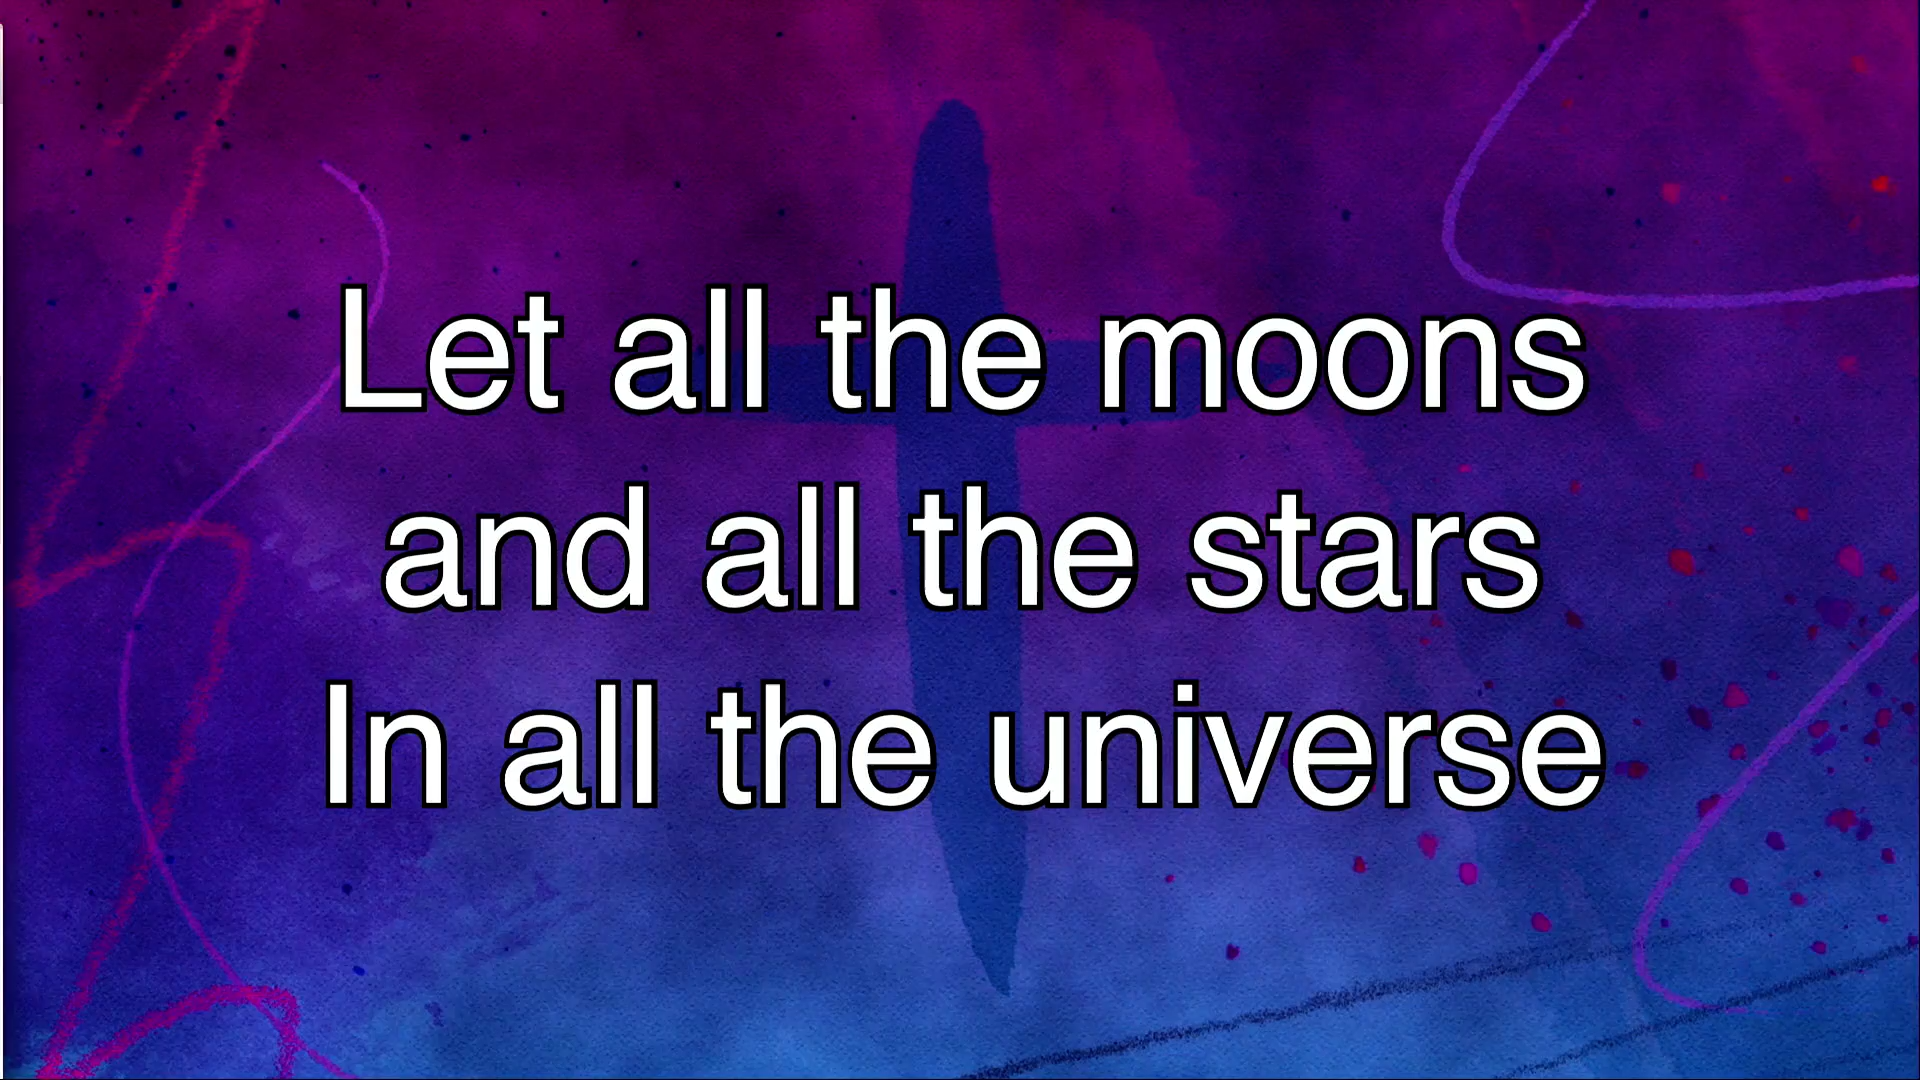 Let all the moons
and all the stars
In all the universe